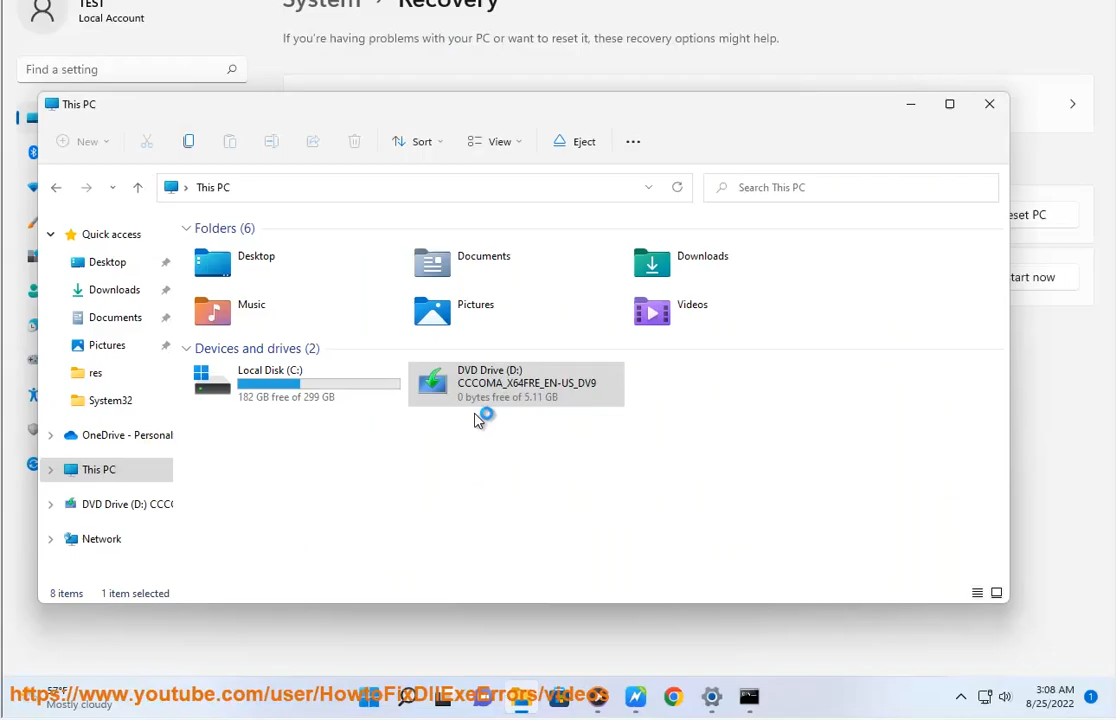 TEST
System › Recovery
Local Account
If you're having problems with your PC or want to reset it, these recovery options might help.
Find a setting
This PC
New
Sort
View
Eject
This PC
Search This PC
Quick access
Desktop
Downloads
Documents
Pictures
res
System32
OneDrive - Personal
This PC
DVD Drive (D:) CCC
Network
Folders (6)
Desktop
Documents
Downloads
Music
Pictures
Videos
Devices and drives (2)
Local Disk (C:)
182 GB free of 299 GB
DVD Drive (D:)
CCCOMA_X64FRE_EN-US_DV9
0 bytes free of 5.11 GB
eset PC
tart now
8 items
1 item selected
https://www.youtube.com/user/HowtoFixDllExeErrors/videos
Mostly cloudy
3:08 AM
8/25/2022
1